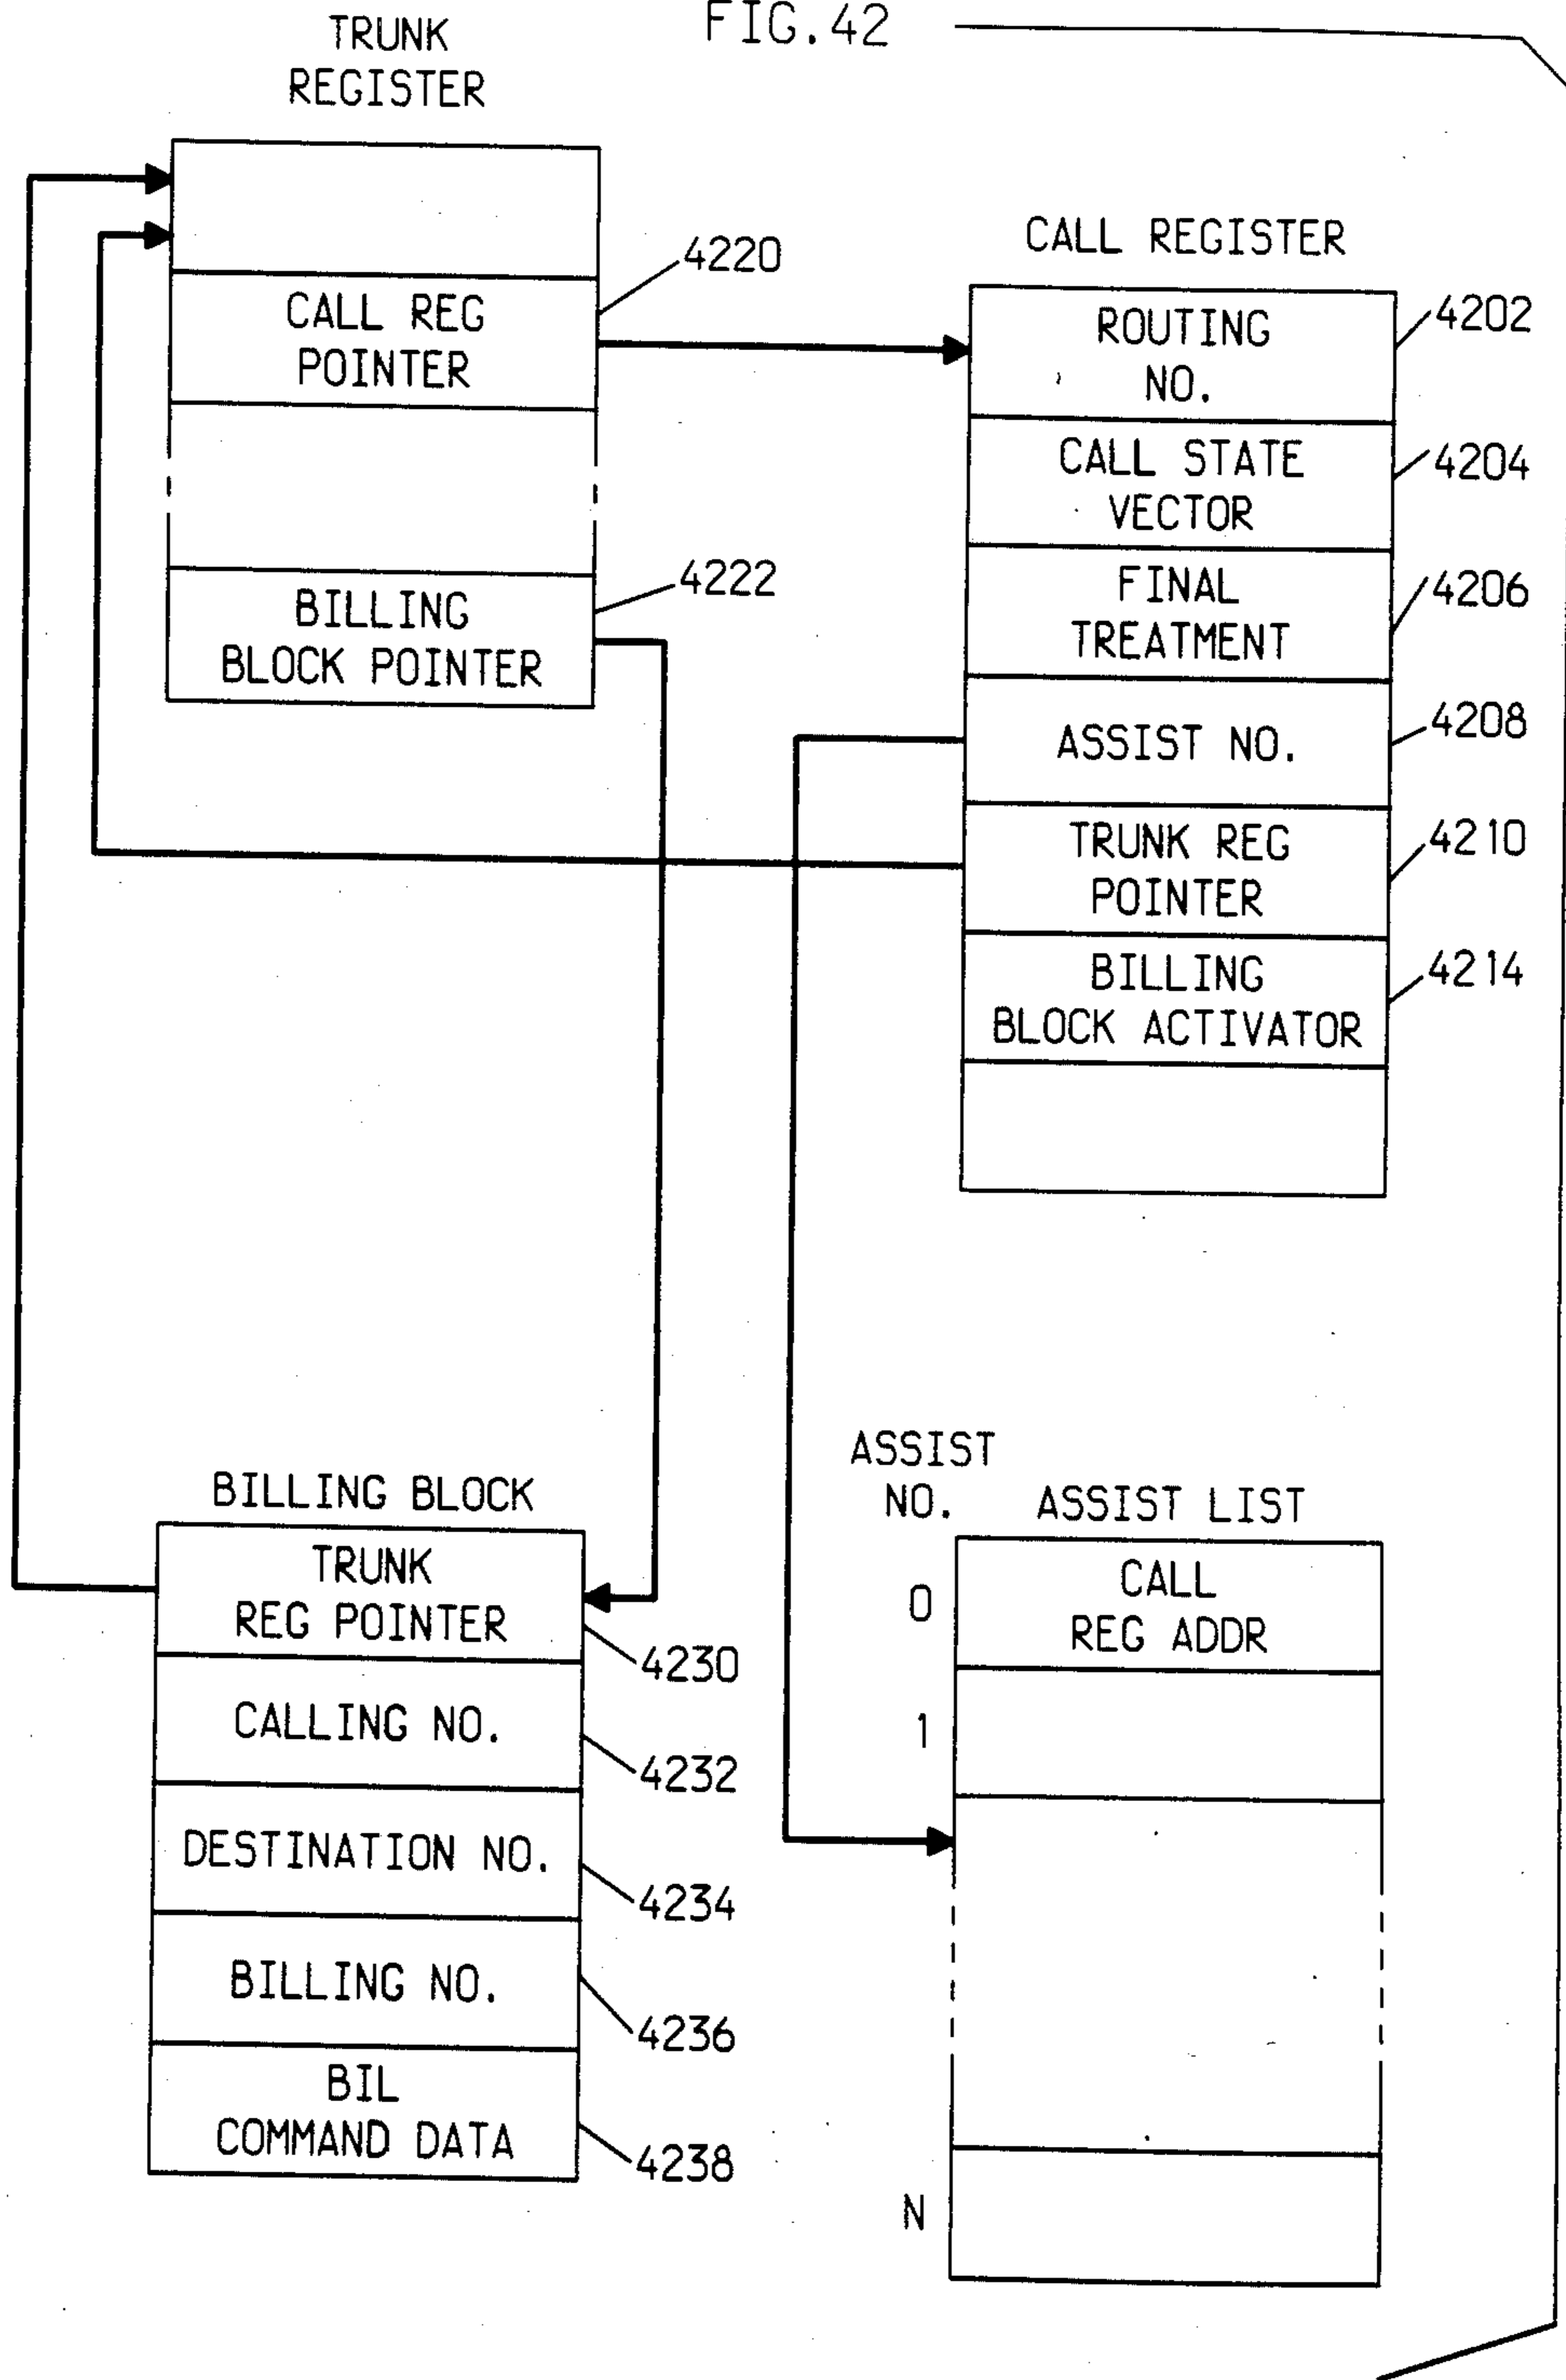 FIG.42
TRUNK
REGISTER
4220
CALL REG
POINTER
4222
BILLING
BLOCK POINTER
CALL REGISTER
ROUTING
NO.
4202
CALL STATE
VECTOR
4204
FINAL
TREATMENT
4206
ASSIST NO.
4208
TRUNK REG
POINTER
4210
BILLING
BLOCK ACTIVATOR
4214
BILLING BLOCK
TRUNK
REG POINTER
4230
CALLING NO.
4232
DESTINATION NO.
4234
BILLING NO.
4236
BIL
COMMAND DATA
4238
ASSIST
NO.
ASSIST LIST
0
CALL
REG ADDR
1
N